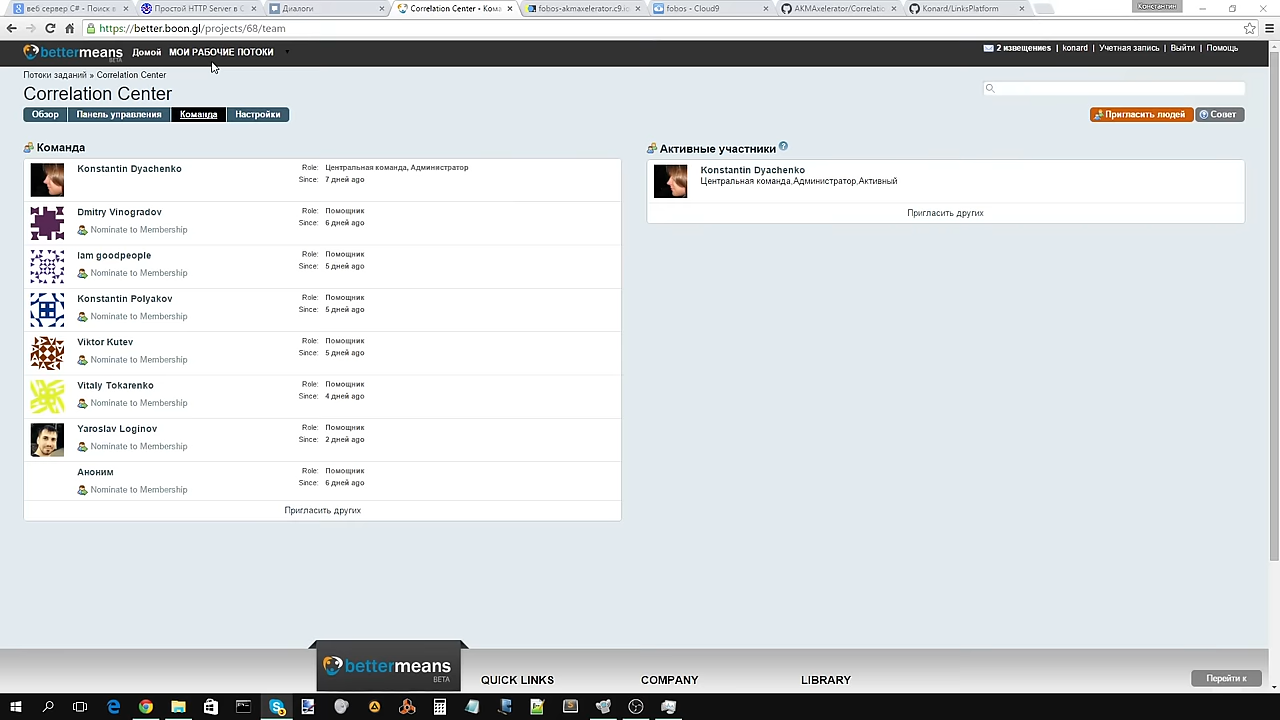 веб сервер C# - Поиск в
Простой HTTP Server в C
Диалоги
Correlation Center • Кома
fobos-akmaxelerator.c9.io
fobos - Cloud9
AKMAxelerator/Correlatio
Konard/LinksPlatform
Константин
https://better.boon.gl/projects/68/team
bettermeans
BETA
Домой
МОИ РАБОЧИЕ ПОТОКИ
2 извещениея | konard | Учетная запись | Выйти | Помощь
Потоки заданий » Correlation Center
Correlation Center
Обзор
Панель управления
Команда
Настройки
Пригласить людей
Совет
Команда
Konstantin Dyachenko
Role: Центральная команда, Администратор
Since: 7 дней ago
Dmitry Vinogradov
Nominate to Membership
Role: Помощник
Since: 6 дней ago
Iam goodpeople
Nominate to Membership
Role: Помощник
Since: 5 дней ago
Konstantin Polyakov
Nominate to Membership
Role: Помощник
Since: 5 дней ago
Viktor Kutev
Nominate to Membership
Role: Помощник
Since: 5 дней ago
Vitaly Tokarenko
Nominate to Membership
Role: Помощник
Since: 4 дней ago
Yaroslav Loginov
Nominate to Membership
Role: Помощник
Since: 2 дней ago
Аноним
Nominate to Membership
Role: Помощник
Since: 6 дней ago
Пригласить других
Активные участники
Konstantin Dyachenko
Центральная команда,Администратор,Активный
Пригласить других
bettermeans
BETA
QUICK LINKS
COMPANY
LIBRARY
Перейти к